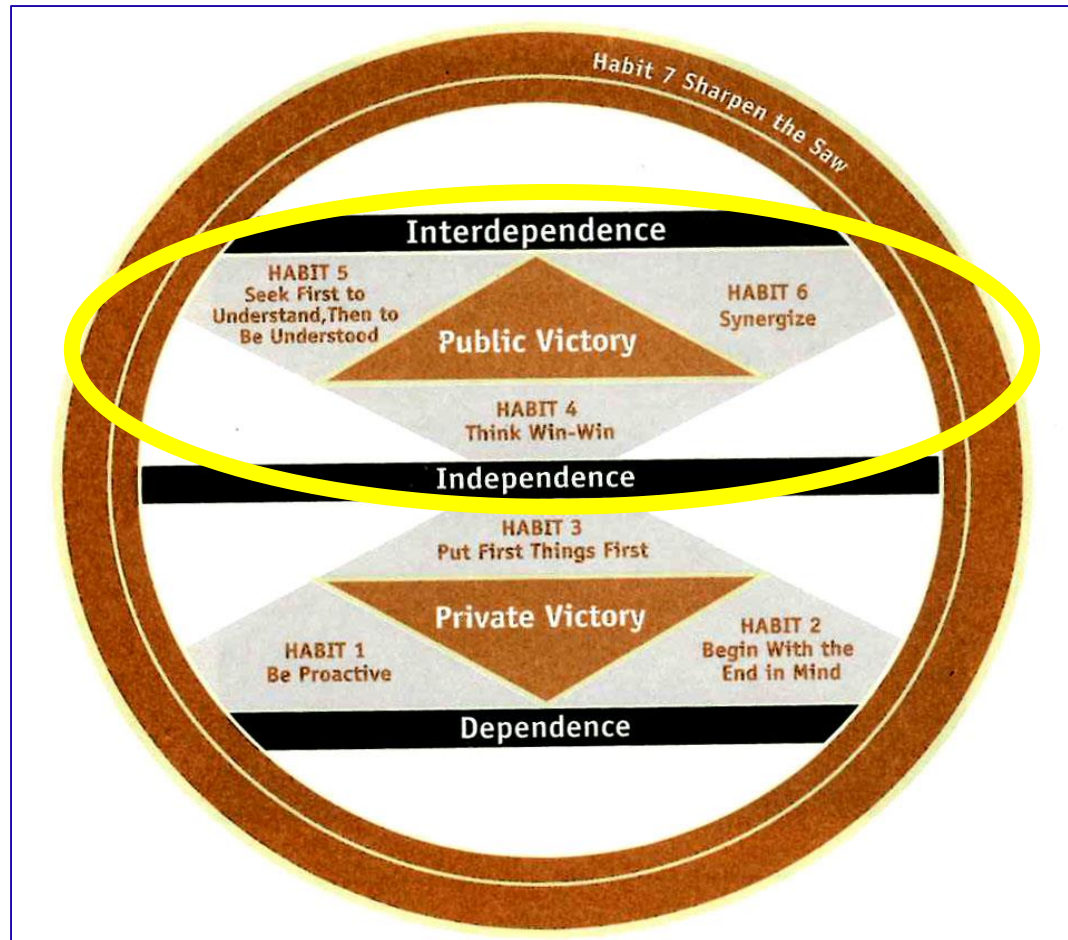 Habit 7 Sharpen the Saw
Interdependence
HABIT 5
Seek First to
Understand,Then to
Be Understood
Public Victory
HABIT 6
Synergize
HABIT 4
Think Win-Win
Independence
HABIT 3
Put First Things First
Private Victory
HABIT 1
Be Proactive
HABIT 2
Begin With the
End in Mind
Dependence